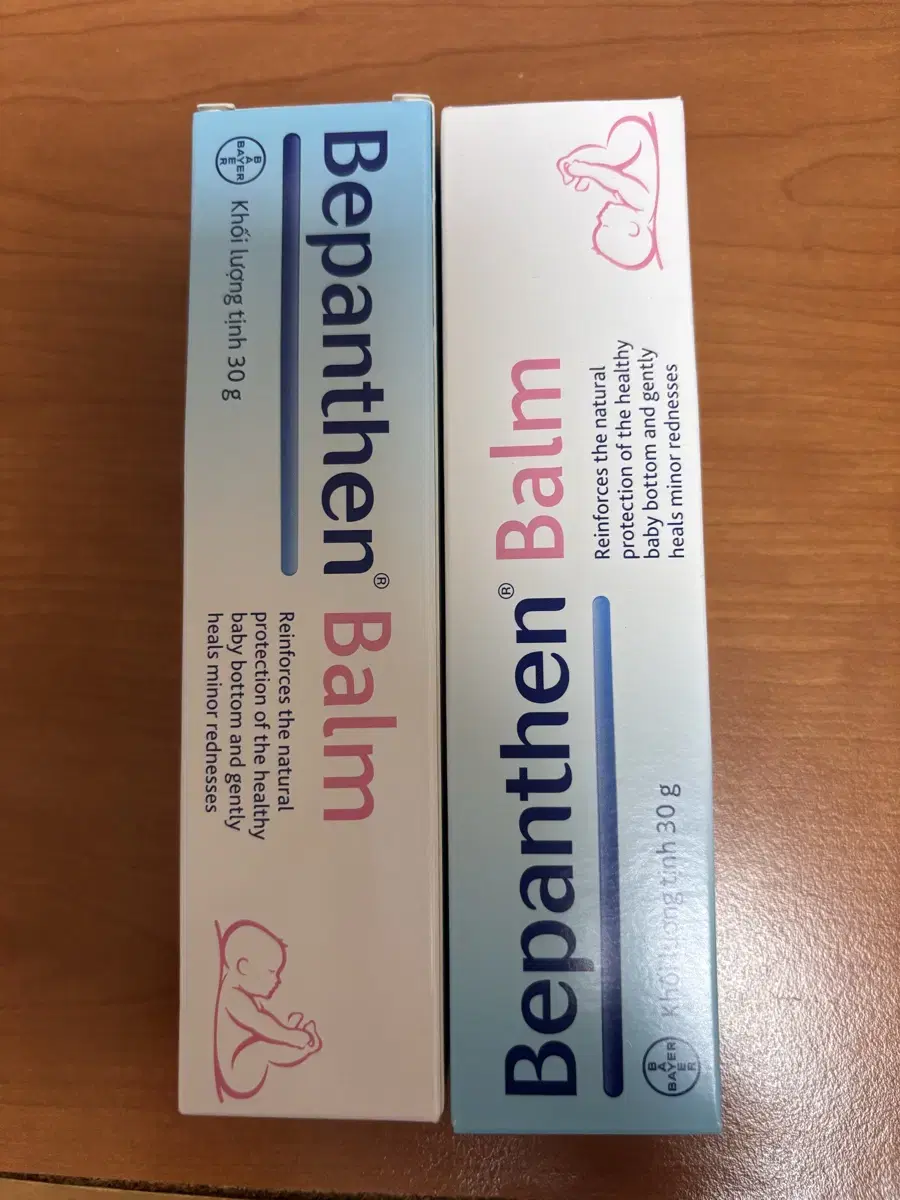 Bepanthen® Balm
Reinforces the natural
protection of the healthy
baby bottom and gently
heals minor rednesses
BAYER
BAYER
Khối lượng tịnh 30 g
Bepanthen® Balm
Reinforces the natural
protection of the healthy
baby bottom and gently
heals minor rednesses
BAYER
BAYER
Khối lượng tịnh 30 g